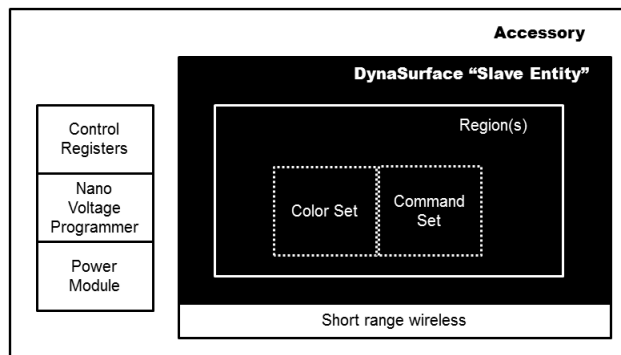 Accessory
DynaSurface “Slave Entity”
Control
Registers
Nano
Voltage
Programmer
Power
Module
Region(s)
Color Set
Command
Set
Short range wireless